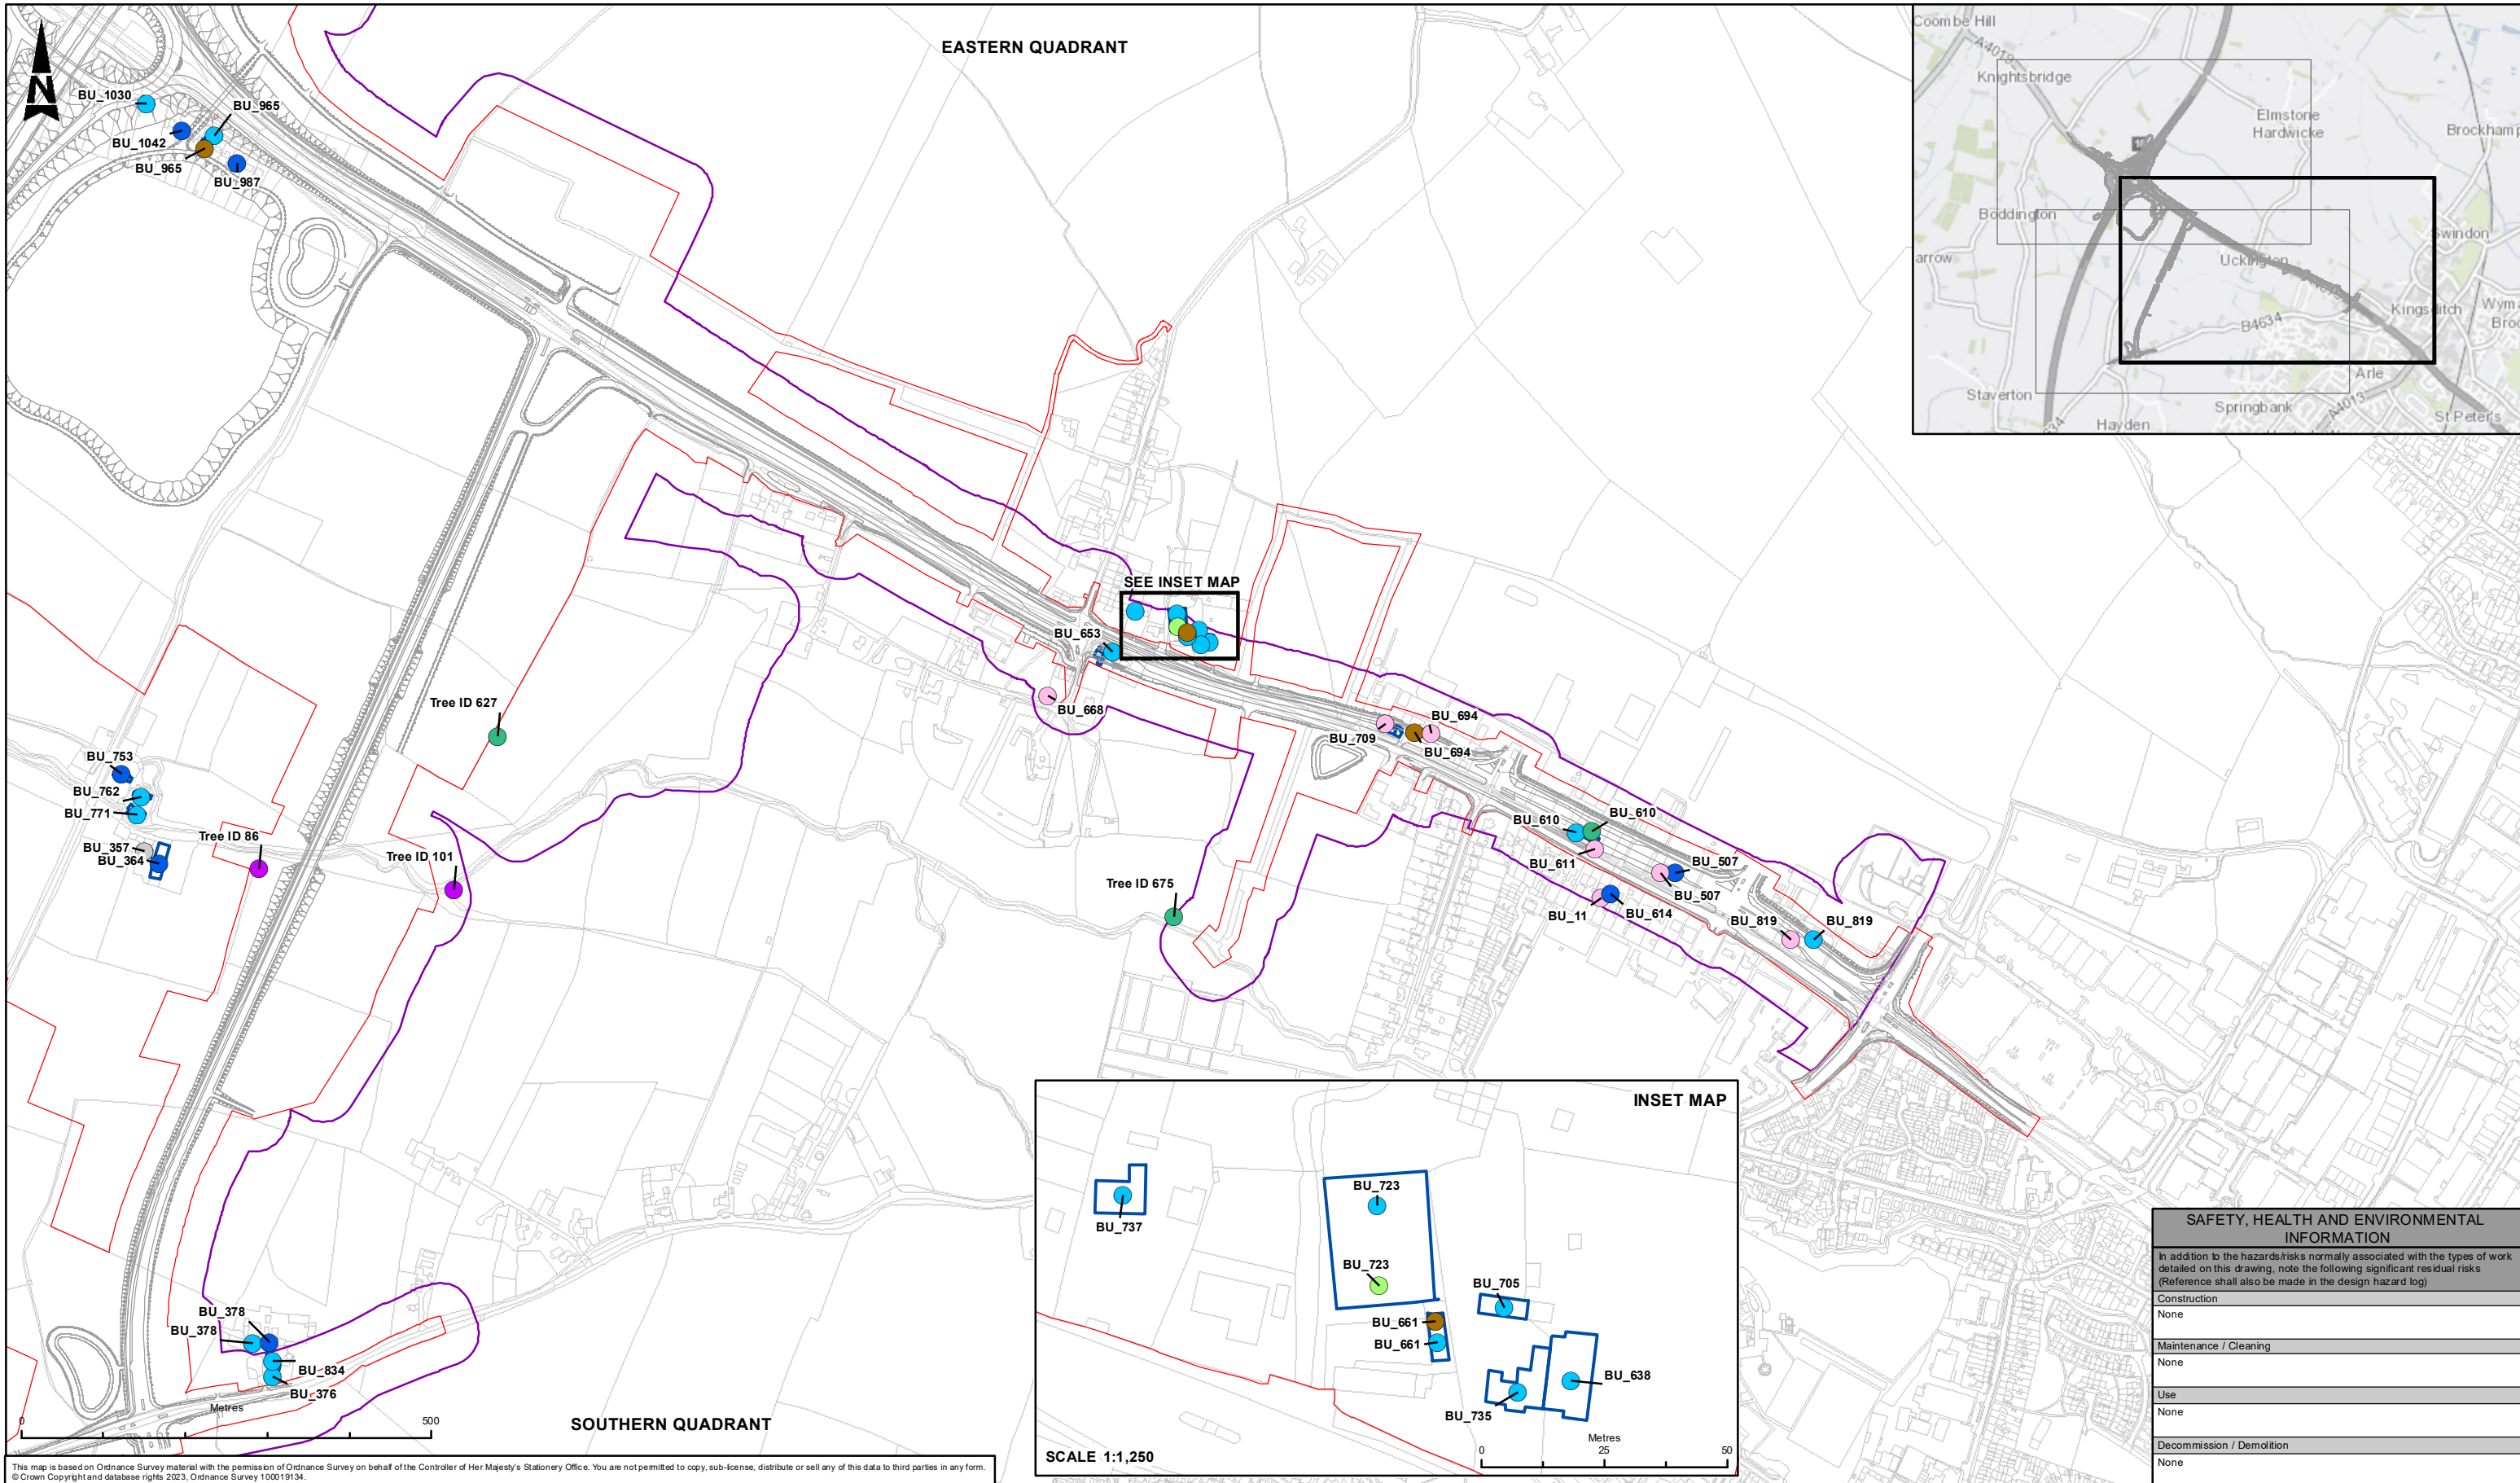 EASTERN QUADRANT
N
BU_1030
BU_965
BU_1042
BU_965
BU_987
Coombe Hill
A4019
Knightsbridge
Elmstone
Hardwicke
Boddington
Uckington
B4634
Staverton
Hayden
Springbank
A4013
Arle
St Peter's
SEE INSET MAP
BU_653
BU_668
Tree ID 627
BU_694
BU_709
BU_694
BU_753
BU_762
BU_771
BU_357
BU_364
Tree ID 86
Tree ID 101
Tree ID 675
BU_610
BU_610
BU_611
BU_507
BU_507
BU_11
BU_614
BU_819
BU_819
BU_378
BU_378
BU_834
BU_376
Metres
0
500
SOUTHERN QUADRANT
INSET MAP
BU_737
BU_723
BU_723
BU_705
BU_661
BU_661
BU_638
BU_735
Metres
0
25
50
SCALE 1:1,250
SAFETY, HEALTH AND ENVIRONMENTAL
INFORMATION
In addition to the hazards/risks normally associated with the types of work
detailed on this drawing, note the following significant residual risks
(Reference shall also be made in the design hazard log)
Construction
None
Maintenance / Cleaning
None
Use
None
Decommission / Demolition
None
This map is based on Ordnance Survey material with the permission of Ordnance Survey on behalf of the Controller of Her Majesty's Stationery Office. You are not permitted to copy, sub-license, distribute or sell any of this data to third parties in any form.
© Crown Copyright and database rights 2023, Ordnance Survey 100019134.